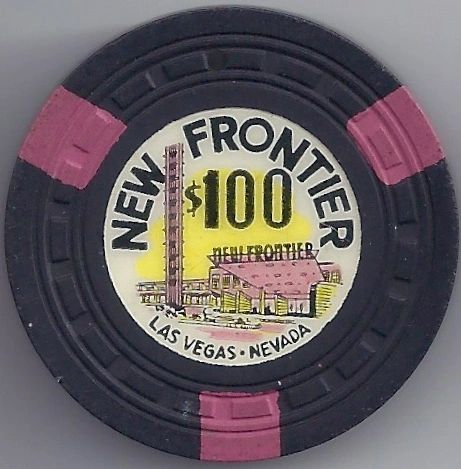 NEW FRONTIER
$100
NEW FRONTIER
LAS VEGAS • NEVADA